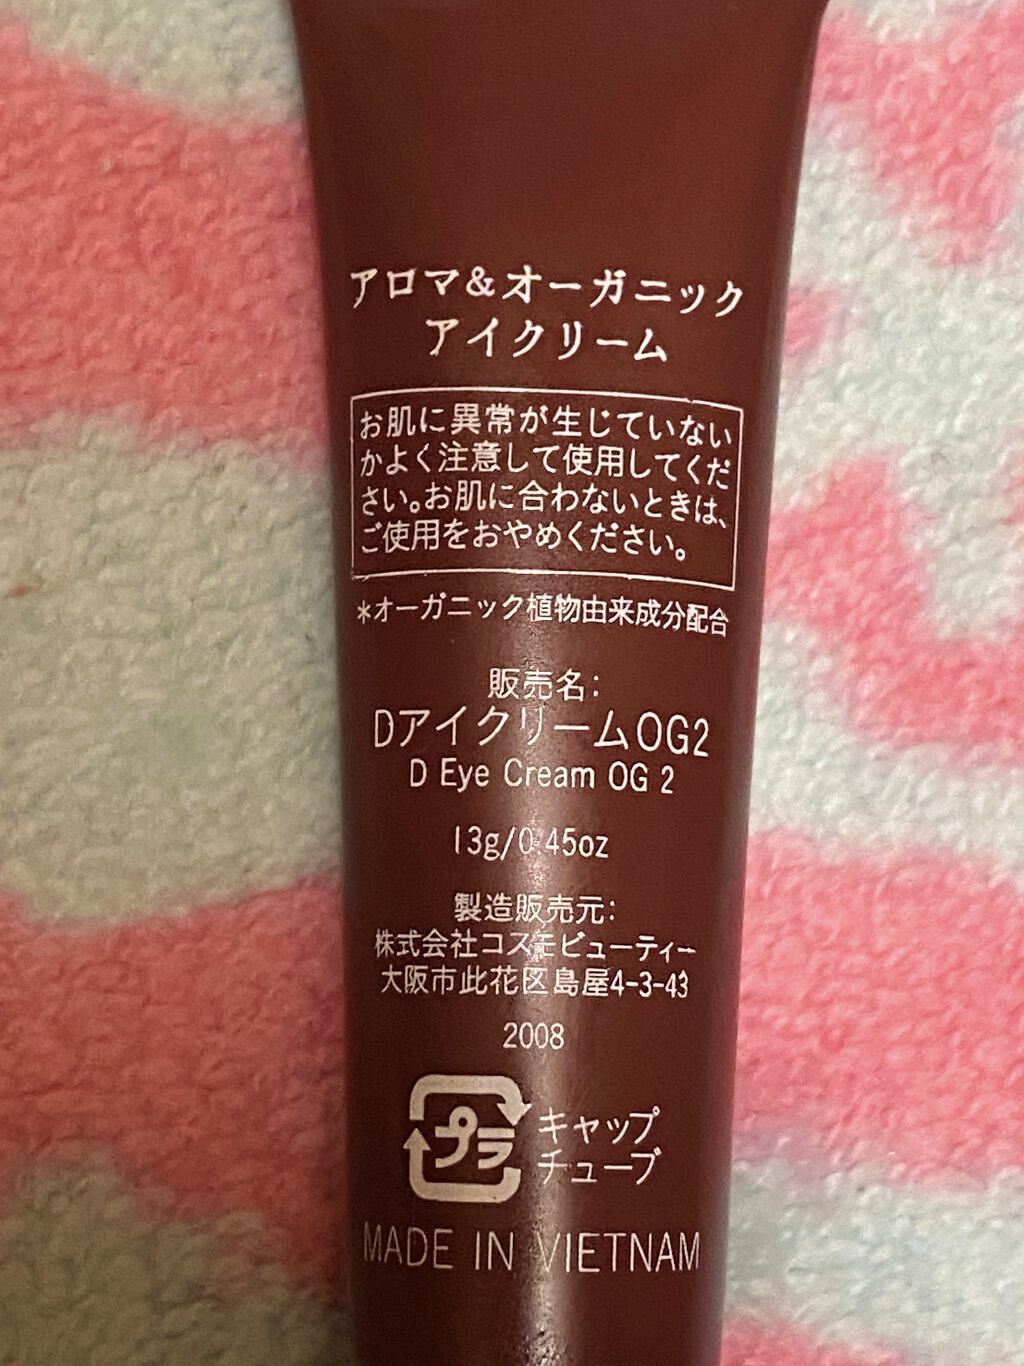 アロマ&オーガニック
アイクリーム
お肌に異常が生じていない
かよく注意して使用してくだ
さい。お肌に合わないときは、
ご使用をおやめください。
*オーガニック植物由来成分配合
販売名:
DアイクリームOG2
D Eye Cream OG 2
13g/0.45oz
製造販売元:
株式会社コスモビューティー
大阪市此花区島屋4-3-43
2008
プラ キャップ
チューブ
MADE IN VIETNAM